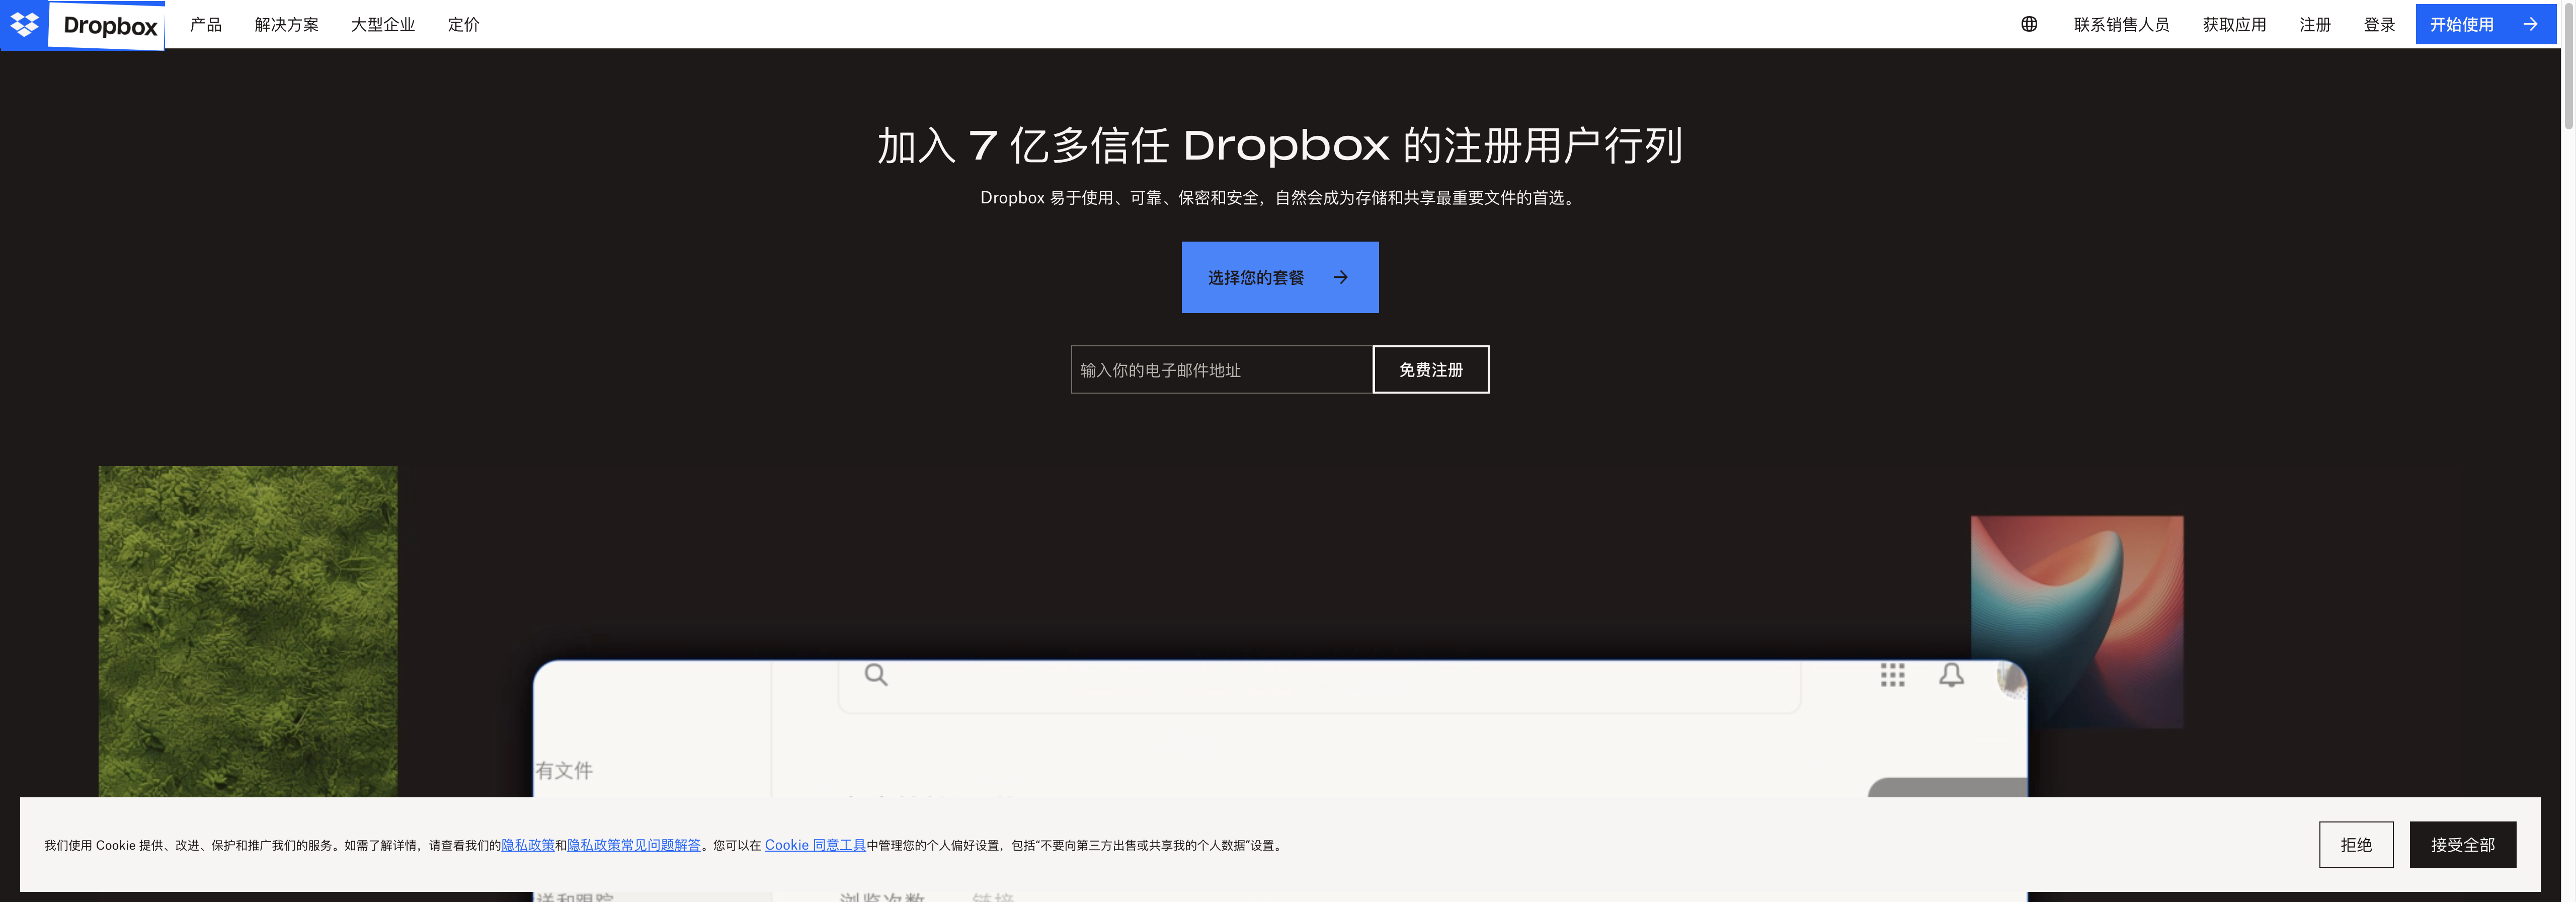 Dropbox 产品 解决方案 大型企业 定价 联系销售人员 获取应用 注册 登录 开始使用
加入 7 亿多信任 Dropbox 的注册用户行列
Dropbox 易于使用、可靠、保密和安全，自然会成为存储和共享最重要文件的首选。
选择您的套餐
输入你的电子邮件地址 免费注册
有文件
我们使用 Cookie 提供、改进、保护和推广我们的服务。如需了解详情，请查看我们的隐私政策和隐私政策常见问题解答。您可以在 Cookie 同意工具中管理您的个人偏好设置，包括“不要向第三方出售或共享我的个人数据”设置。 拒绝 接受全部
送和跟踪 浏览次数 链接